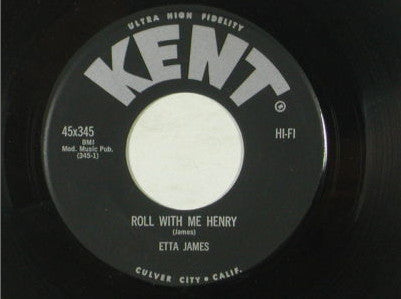 ULTRA HIGH FIDELITY
KENT
45x345
BMI
Mod. Music Pub.
(345-1)
HI-FI
ROLL WITH ME HENRY
(James)
ETTA JAMES
CULVER CITY • CALIF.